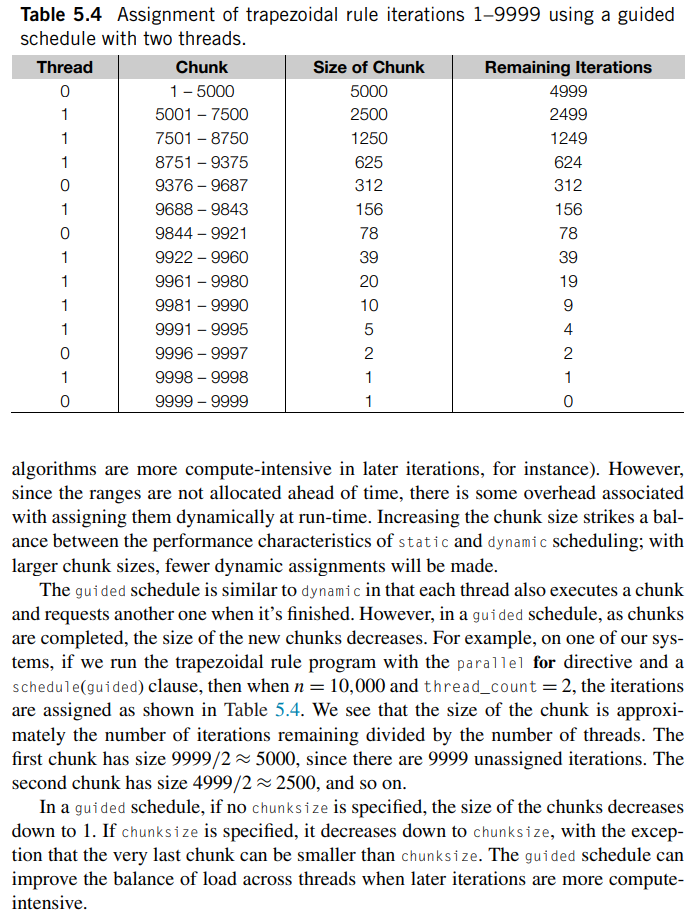 Table 5.4 Assignment of trapezoidal rule iterations 1–9999 using a guided
schedule with two threads.
Thread Chunk Size of Chunk Remaining Iterations
0 1 – 5000 5000 4999
1 5001 – 7500 2500 2499
1 7501 – 8750 1250 1249
1 8751 – 9375 625 624
0 9376 – 9687 312 312
1 9688 – 9843 156 156
0 9844 – 9921 78 78
1 9922 – 9960 39 39
1 9961 – 9980 20 19
1 9981 – 9990 10 9
1 9991 – 9995 5 4
0 9996 – 9997 2 2
1 9998 – 9998 1 1
0 9999 – 9999 1 0
algorithms are more compute-intensive in later iterations, for instance). However,
since the ranges are not allocated ahead of time, there is some overhead associated
with assigning them dynamically at run-time. Increasing the chunk size strikes a bal-
ance between the performance characteristics of static and dynamic scheduling; with
larger chunk sizes, fewer dynamic assignments will be made.
The guided schedule is similar to dynamic in that each thread also executes a chunk
and requests another one when it's finished. However, in a guided schedule, as chunks
are completed, the size of the new chunks decreases. For example, on one of our sys-
tems, if we run the trapezoidal rule program with the parallel for directive and a
schedule(guided) clause, then when n = 10,000 and thread_count = 2, the iterations
are assigned as shown in Table 5.4. We see that the size of the chunk is approxi-
mately the number of iterations remaining divided by the number of threads. The
first chunk has size 9999/2 ≈ 5000, since there are 9999 unassigned iterations. The
second chunk has size 4999/2 ≈ 2500, and so on.
In a guided schedule, if no chunksize is specified, the size of the chunks decreases
down to 1. If chunksize is specified, it decreases down to chunksize, with the excep-
tion that the very last chunk can be smaller than chunksize. The guided schedule can
improve the balance of load across threads when later iterations are more compute-
intensive.